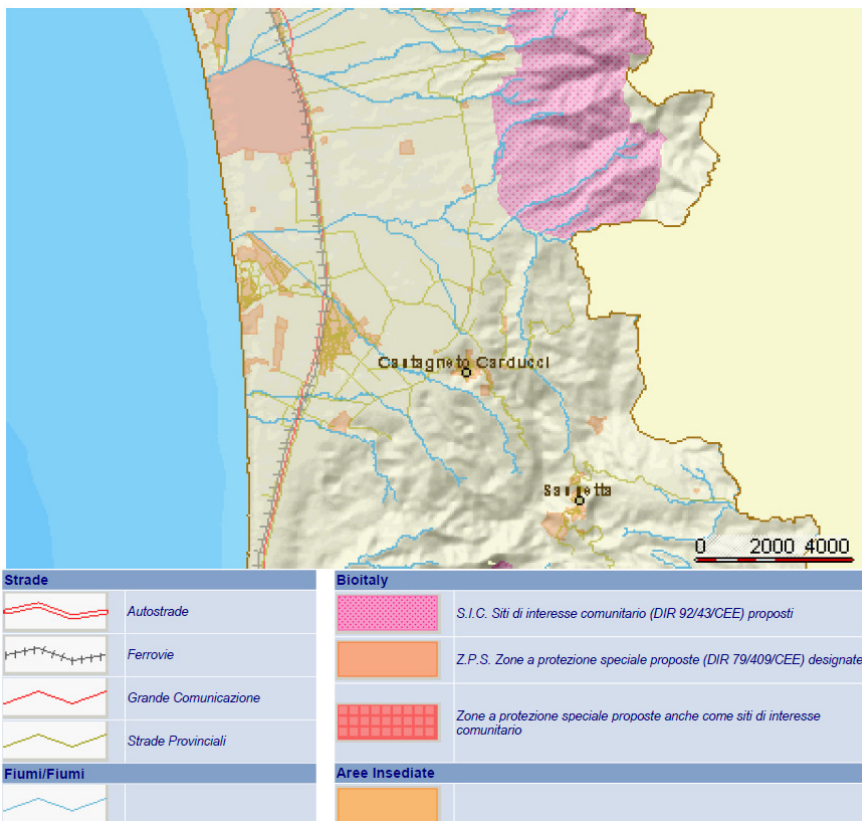 Castagneto Carducci
Sassetta
0 2000 4000
Strade
Autostrade
Ferrovie
Grande Comunicazione
Strade Provinciali
Fiumi/Fiumi
Bioitaly
S.I.C. Siti di interesse comunitario (DIR 92/43/CEE) proposti
Z.P.S. Zone a protezione speciale proposte (DIR 79/409/CEE) designate
Zone a protezione speciale proposte anche come siti di interesse
comunitario
Aree Insediate